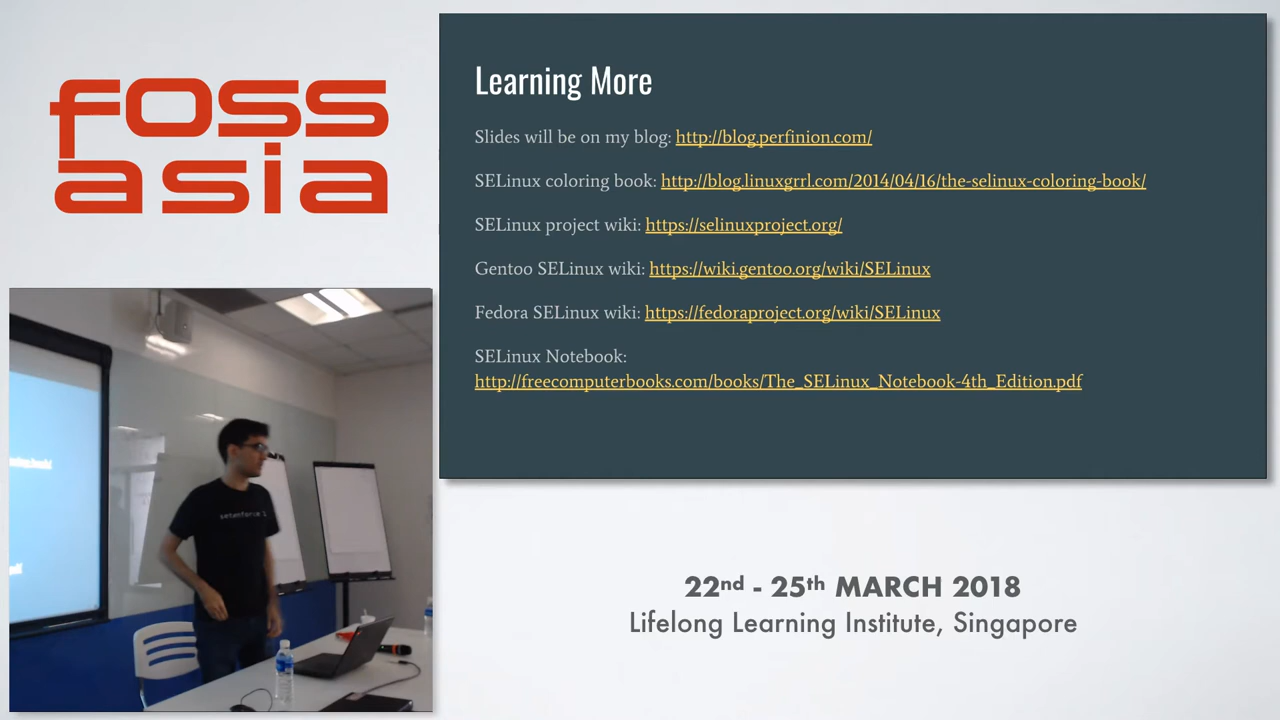 foss
asia
Learning More
Slides will be on my blog: http://blog.perfinion.com/
SELinux coloring book: http://blog.linuxgrrl.com/2014/04/16/the-selinux-coloring-book/
SELinux project wiki: https://selinuxproject.org/
Gentoo SELinux wiki: https://wiki.gentoo.org/wiki/SELinux
Fedora SELinux wiki: https://fedoraproject.org/wiki/SELinux
SELinux Notebook:
http://freecomputerbooks.com/books/The_SELinux_Notebook-4th_Edition.pdf
setenforce 1
22nd - 25th MARCH 2018
Lifelong Learning Institute, Singapore